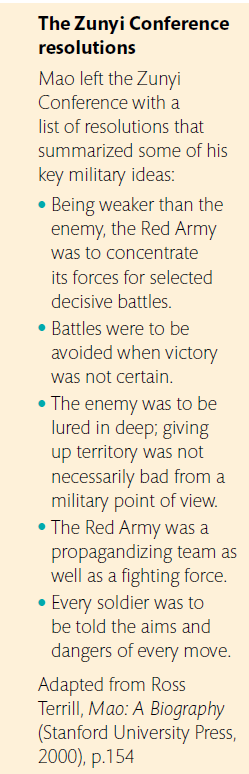 The Zunyi Conference
resolutions
Mao left the Zunyi
Conference with a
list of resolutions that
summarized some of his
key military ideas:
• Being weaker than the
enemy, the Red Army
was to concentrate
its forces for selected
decisive battles.
• Battles were to be
avoided when victory
was not certain.
• The enemy was to be
lured in deep; giving
up territory was not
necessarily bad from a
military point of view.
• The Red Army was a
propagandizing team as
well as a fighting force.
• Every soldier was to
be told the aims and
dangers of every move.
Adapted from Ross
Terrill, Mao: A Biography
(Stanford University Press,
2000), p.154